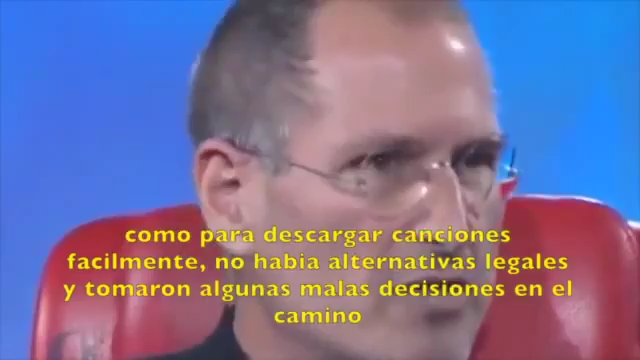 como para descargar canciones
facilmente, no habia alternativas legales
y tomaron algunas malas decisiones en el
camino